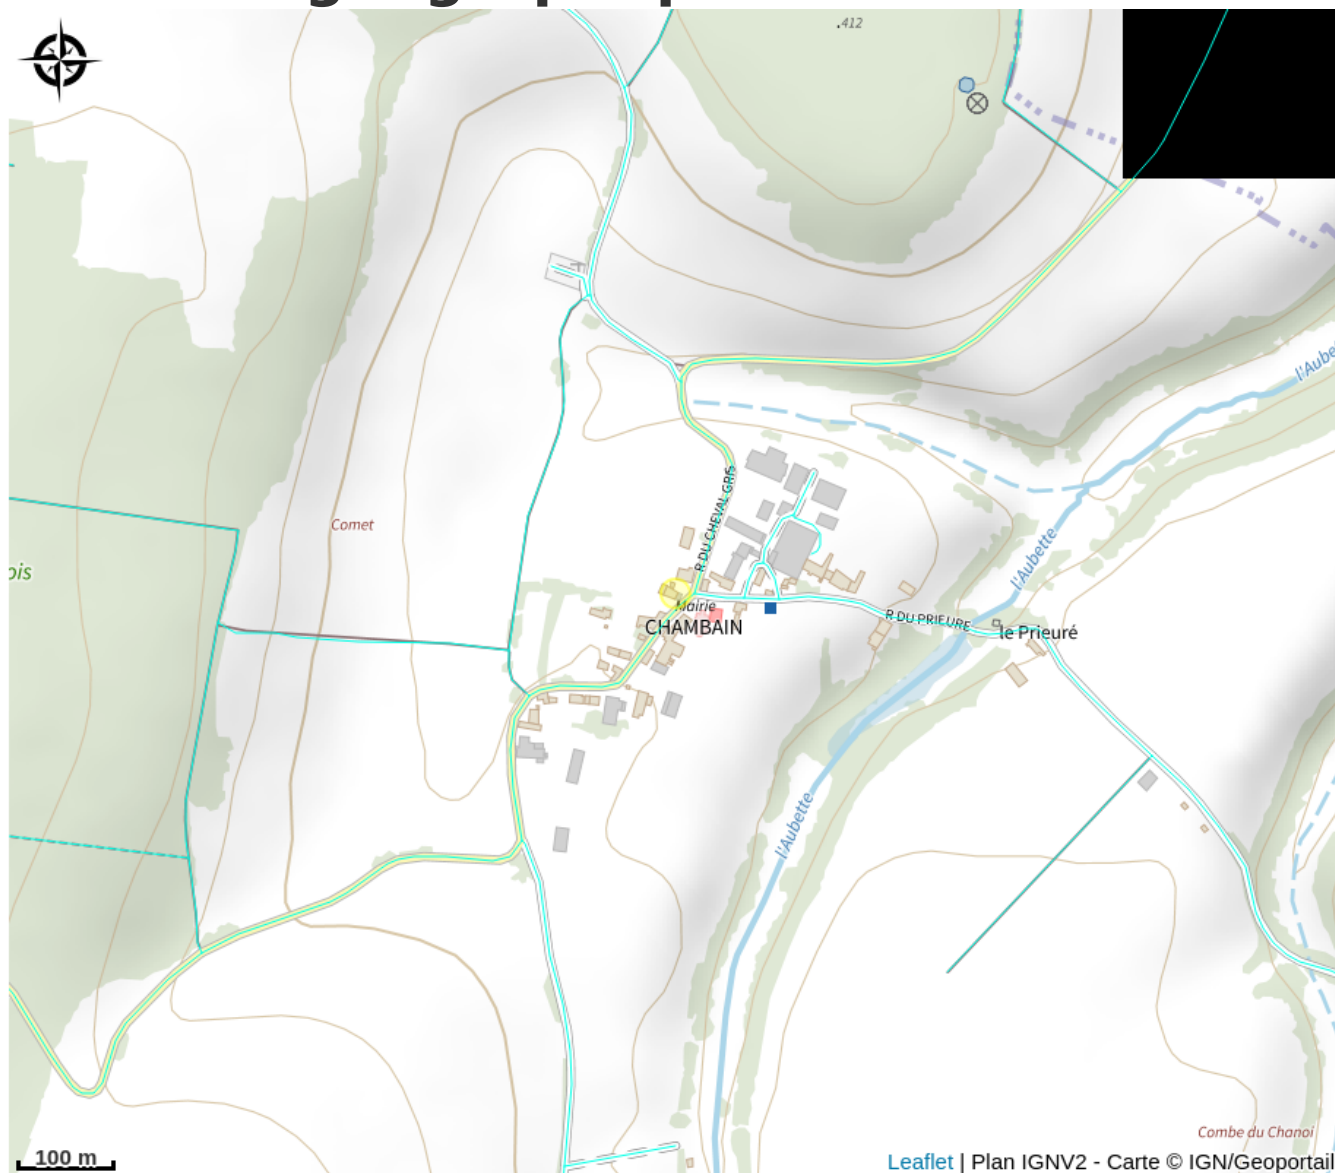 .412
l'Aube
R DU CHEVAL GRIS
Comet
ois
l'Aubette
Mairie
CHAMBAIN
R DU PRIEURE
le Prieuré
l'Aubette
Combe du Chanoi
100 m
Leaflet | Plan IGNV2 - Carte © IGN/Geoportail